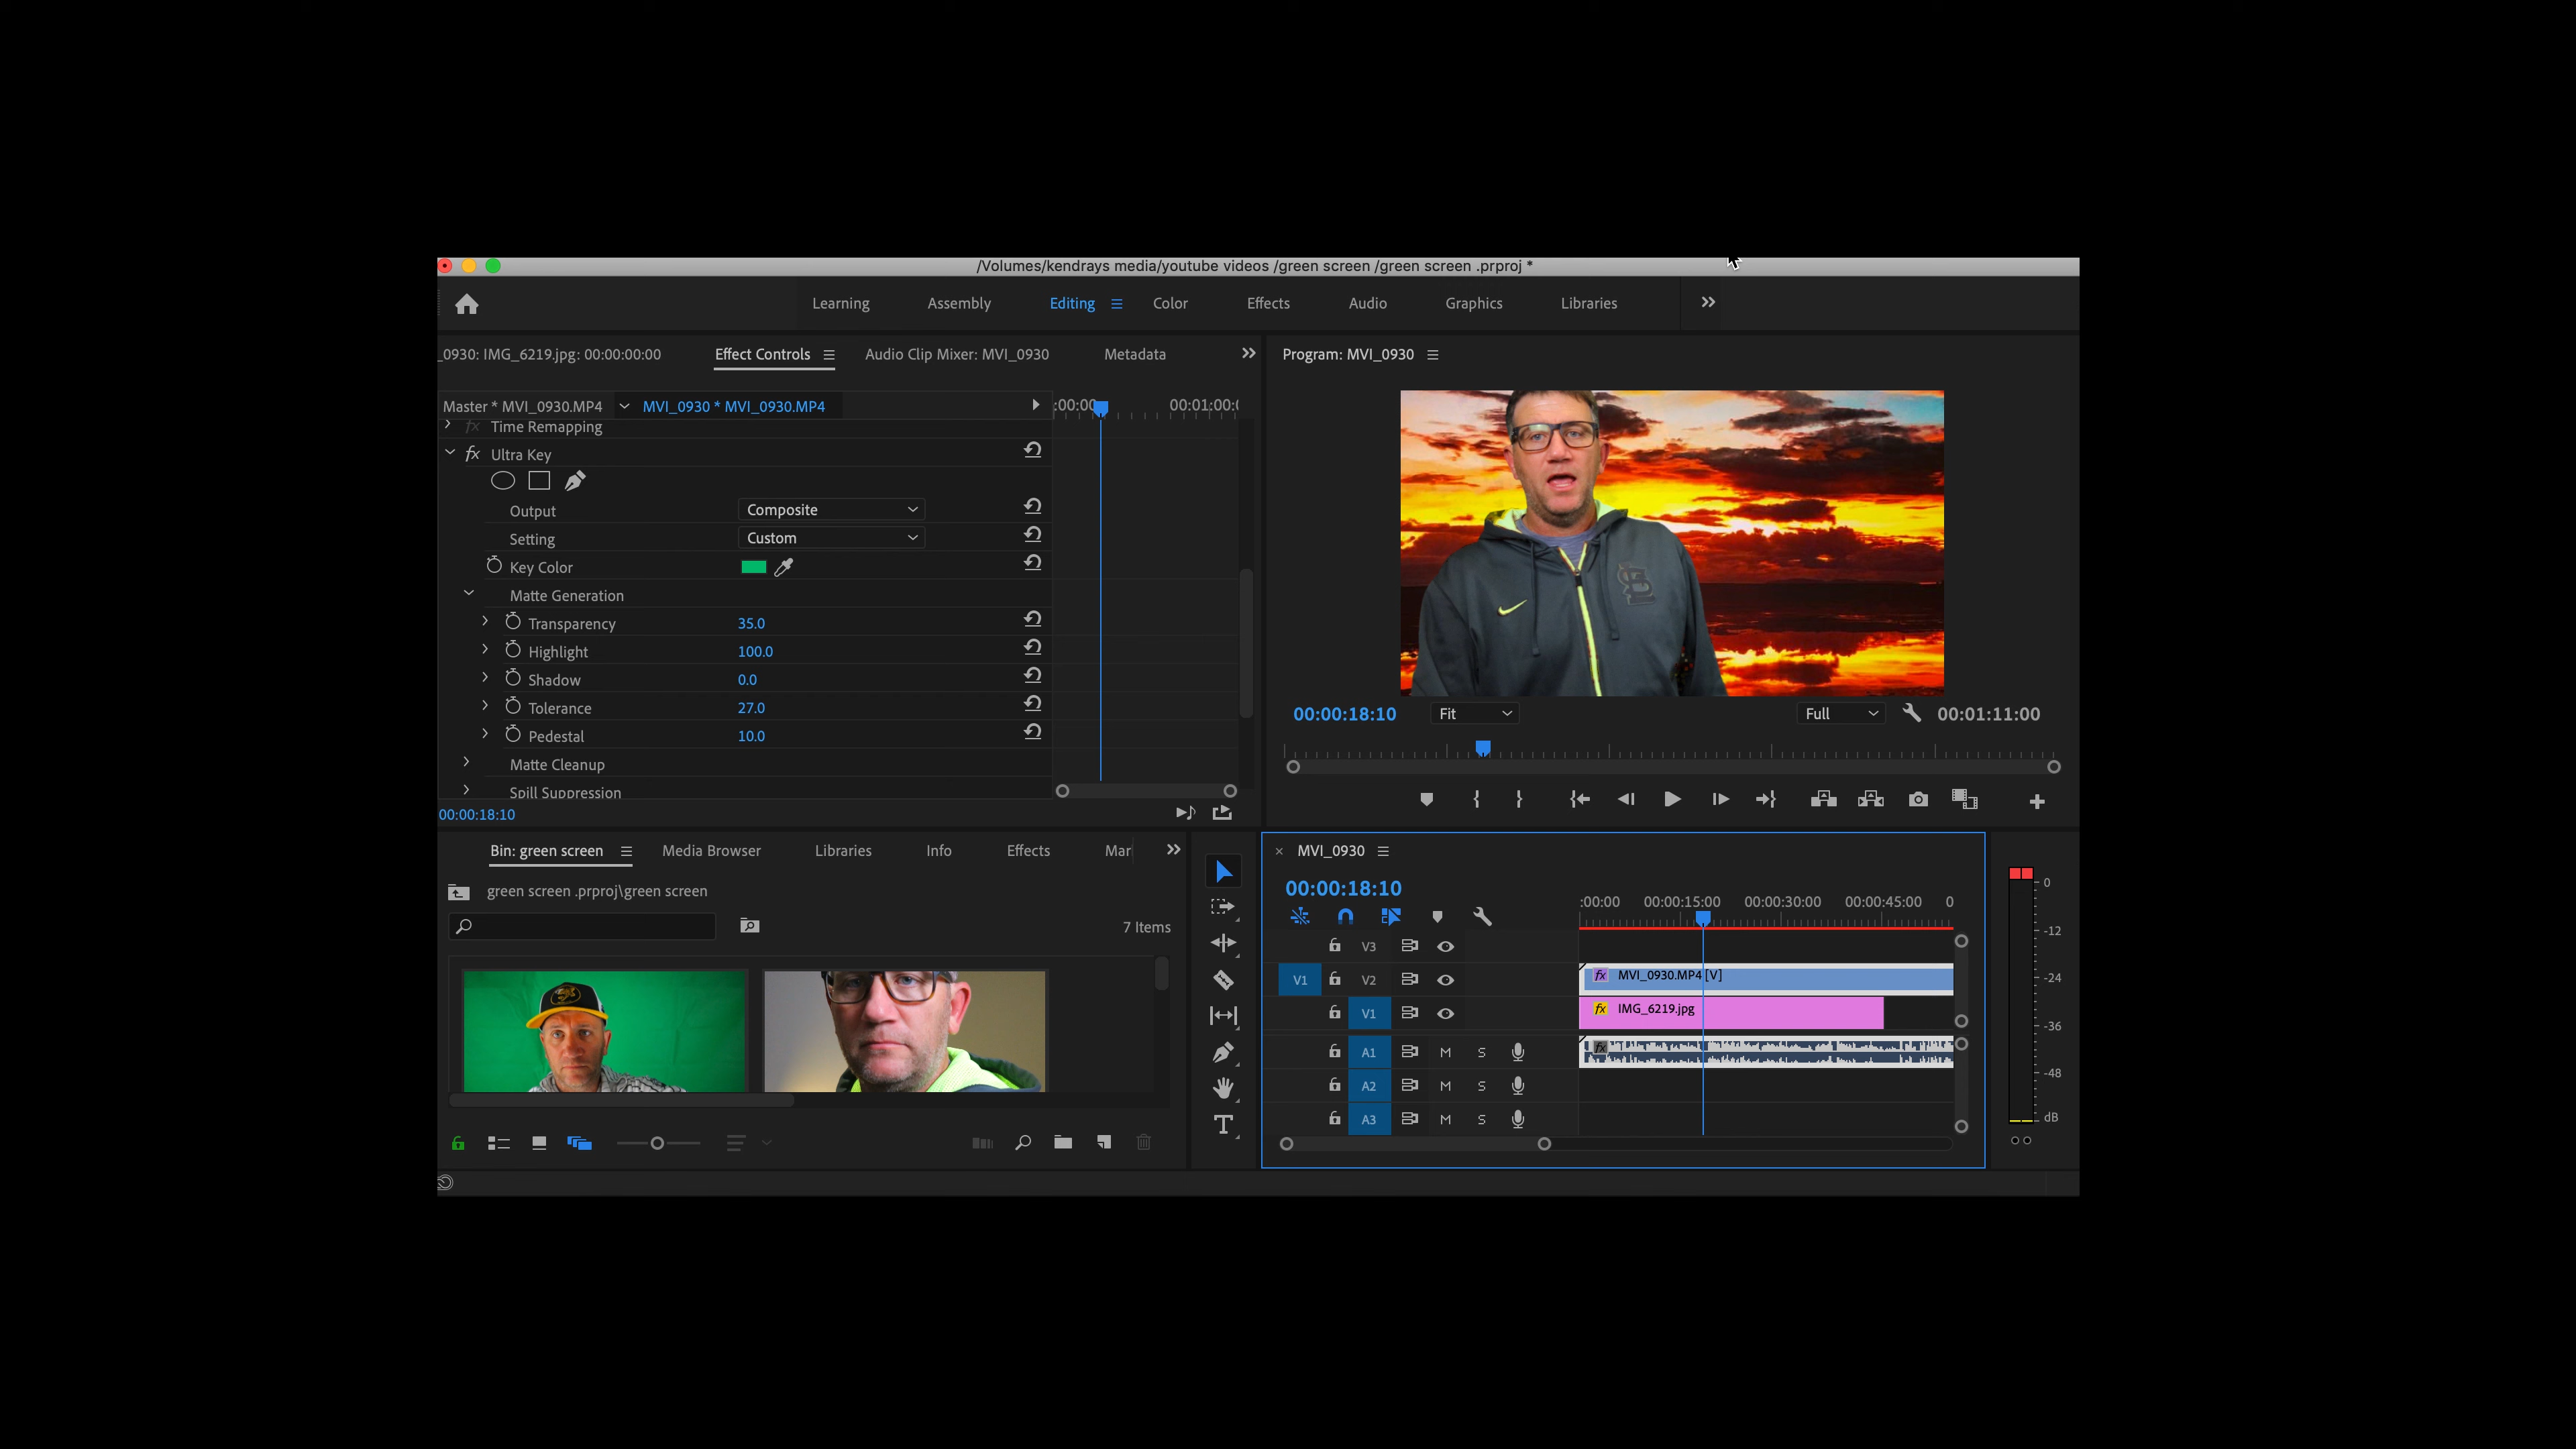 /Volumes/kendrays media/youtube videos /green screen /green screen .prproj *
Learning Assembly Editing Color Effects Audio Graphics Libraries
_0930: IMG_6219.jpg: 00:00:00:00 Effect Controls Audio Clip Mixer: MVI_0930 Metadata
Program: MVI_0930
Master * MVI_0930.MP4 MVI_0930 * MVI_0930.MP4
:00:00 00:01:00:
fx Time Remapping
fx Ultra Key
Output Composite
Setting Custom
Key Color
Matte Generation
Transparency 35.0
Highlight 100.0
Shadow 0.0
Tolerance 27.0
Pedestal 10.0
Matte Cleanup
Spill Suppression
00:00:18:10
00:00:18:10 Fit Full 00:01:11:00
Bin: green screen Media Browser Libraries Info Effects Mar
green screen .prproj\green screen
7 Items
MVI_0930
00:00:18:10
:00:00 00:00:15:00 00:00:30:00 00:00:45:00 0
V3
V1 V2 fx MVI_0930.MP4 [V]
V1 fx IMG_6219.jpg
A1 M S fx
A2 M S
A3 M S
0
-12
-24
-36
-48
dB